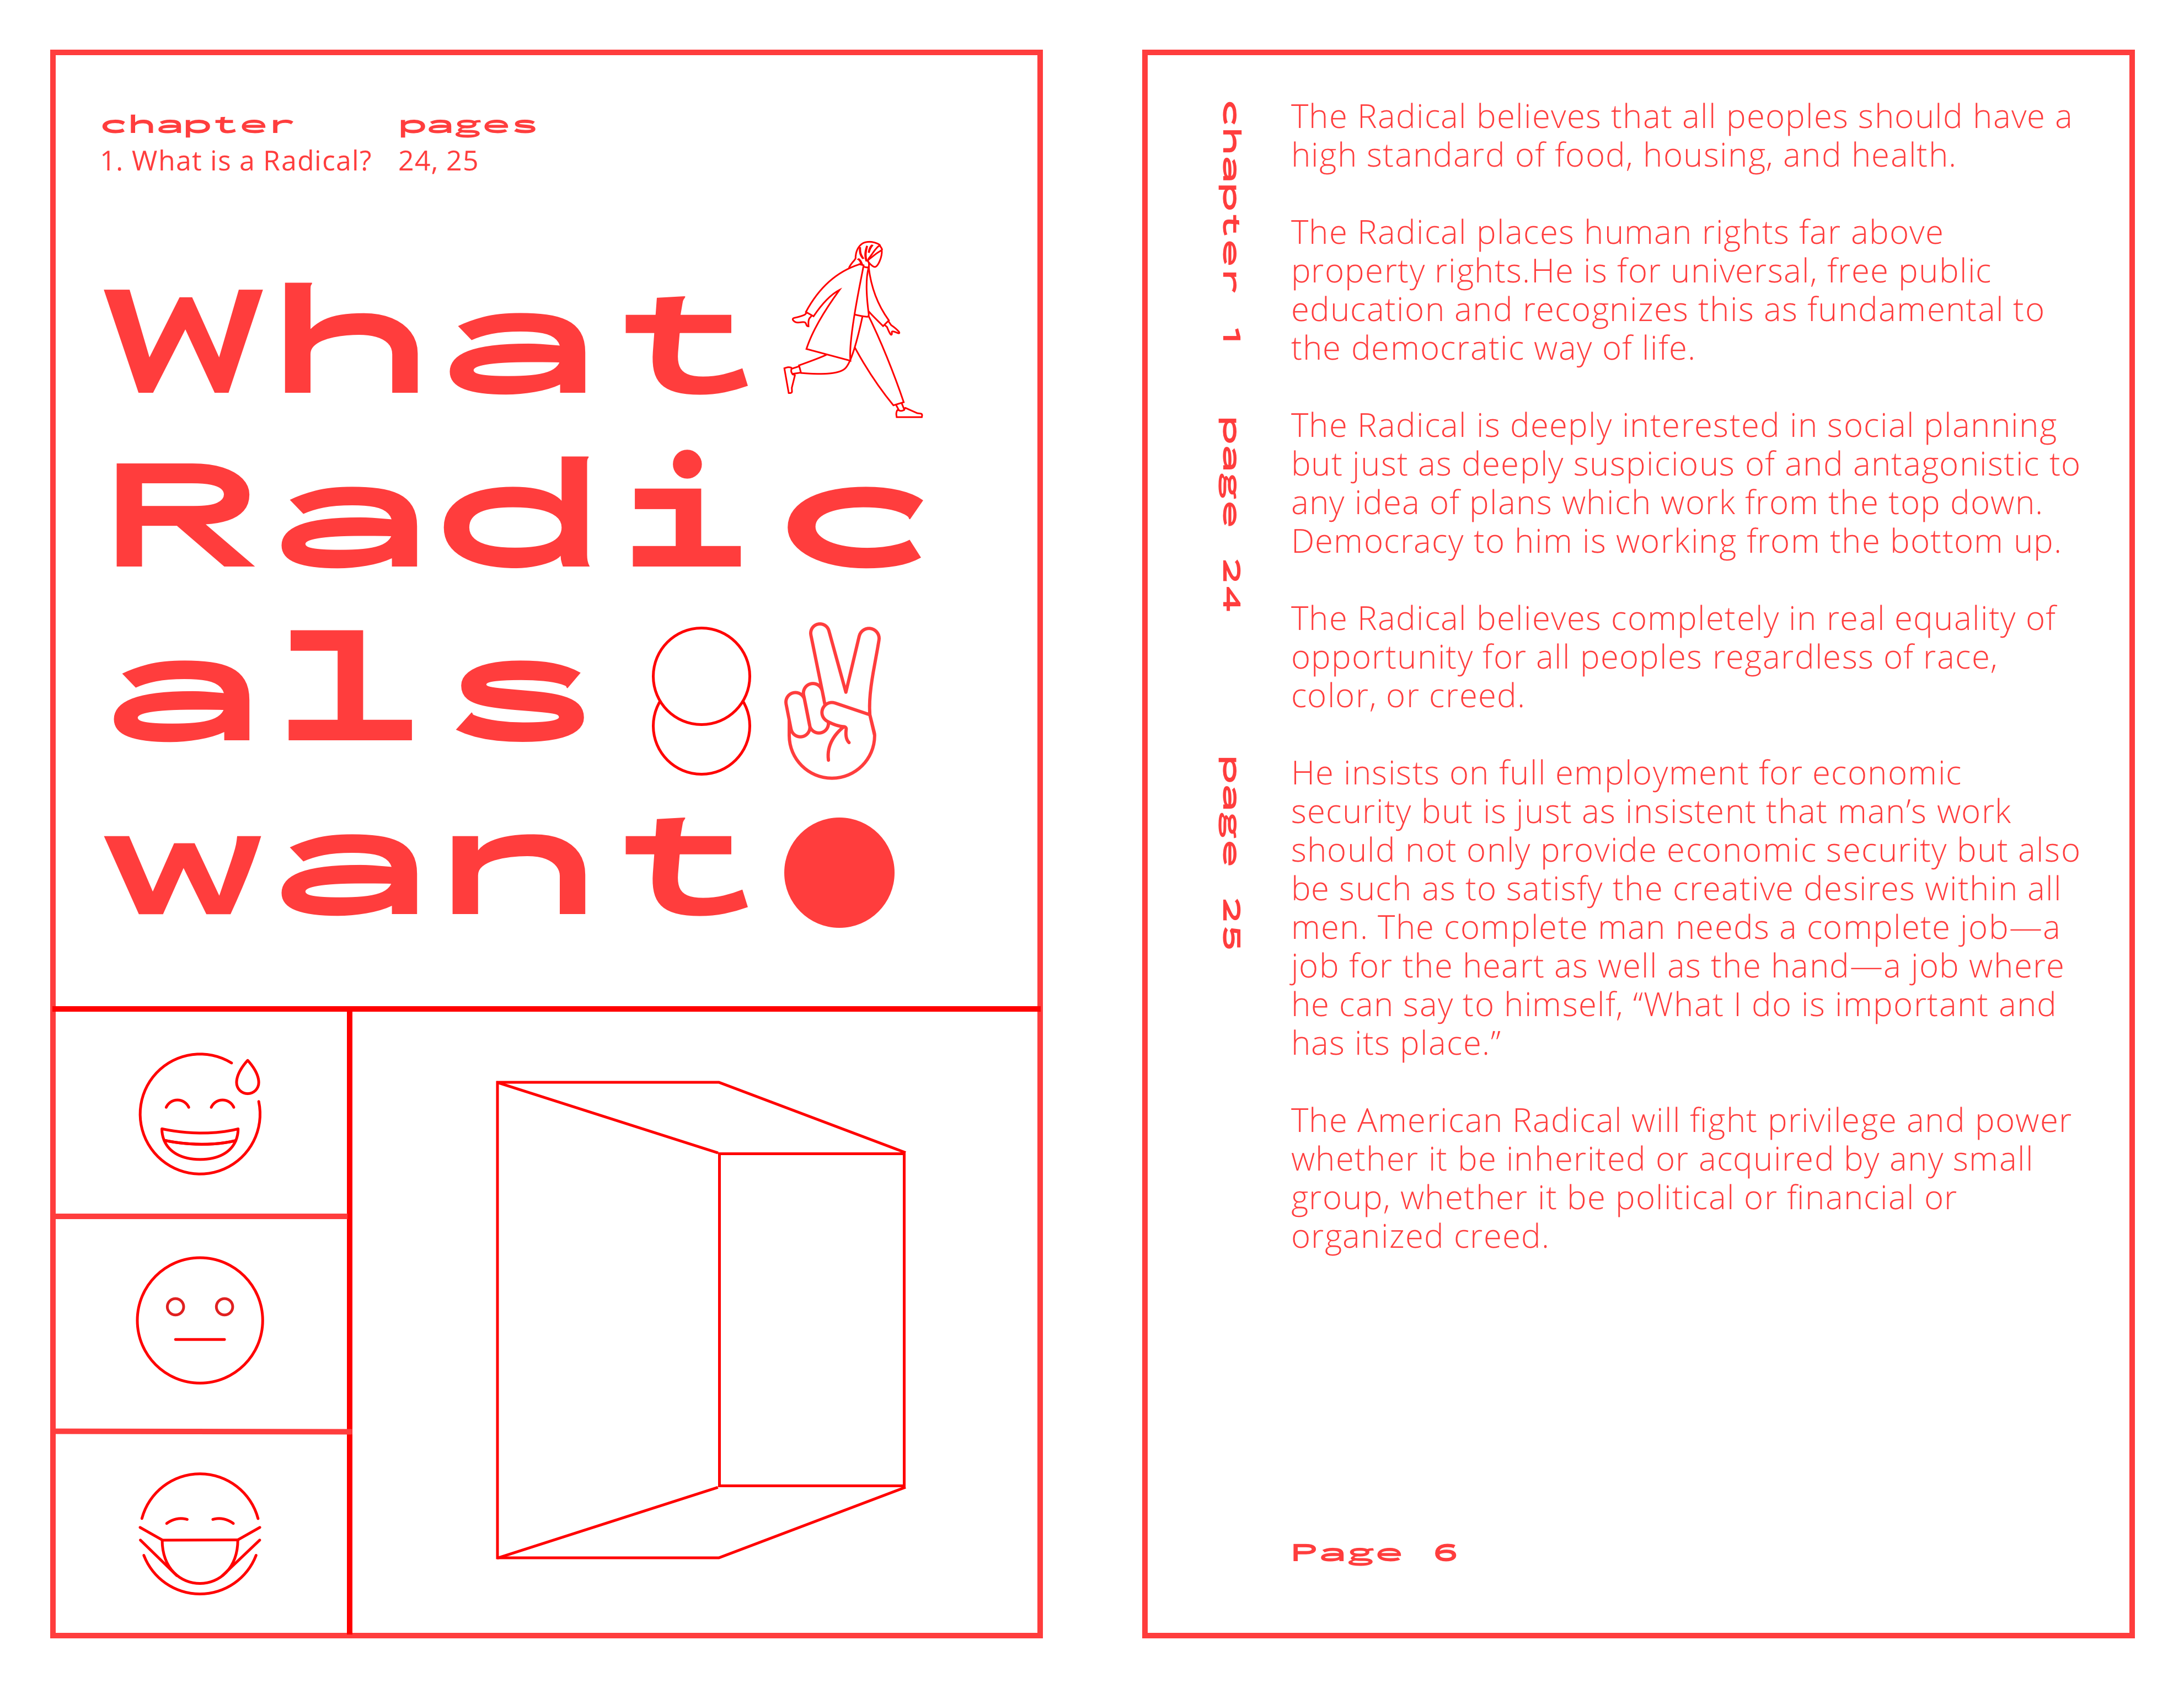 chapter pages
1. What is a Radical? 24, 25
What
Radic
als
want
chapter 1 page 24 page 25
The Radical believes that all peoples should have a
high standard of food, housing, and health.
The Radical places human rights far above
property rights.He is for universal, free public
education and recognizes this as fundamental to
the democratic way of life.
The Radical is deeply interested in social planning
but just as deeply suspicious of and antagonistic to
any idea of plans which work from the top down.
Democracy to him is working from the bottom up.
The Radical believes completely in real equality of
opportunity for all peoples regardless of race,
color, or creed.
He insists on full employment for economic
security but is just as insistent that man’s work
should not only provide economic security but also
be such as to satisfy the creative desires within all
men. The complete man needs a complete job—a
job for the heart as well as the hand—a job where
he can say to himself, “What I do is important and
has its place.”
The American Radical will fight privilege and power
whether it be inherited or acquired by any small
group, whether it be political or financial or
organized creed.
Page 6